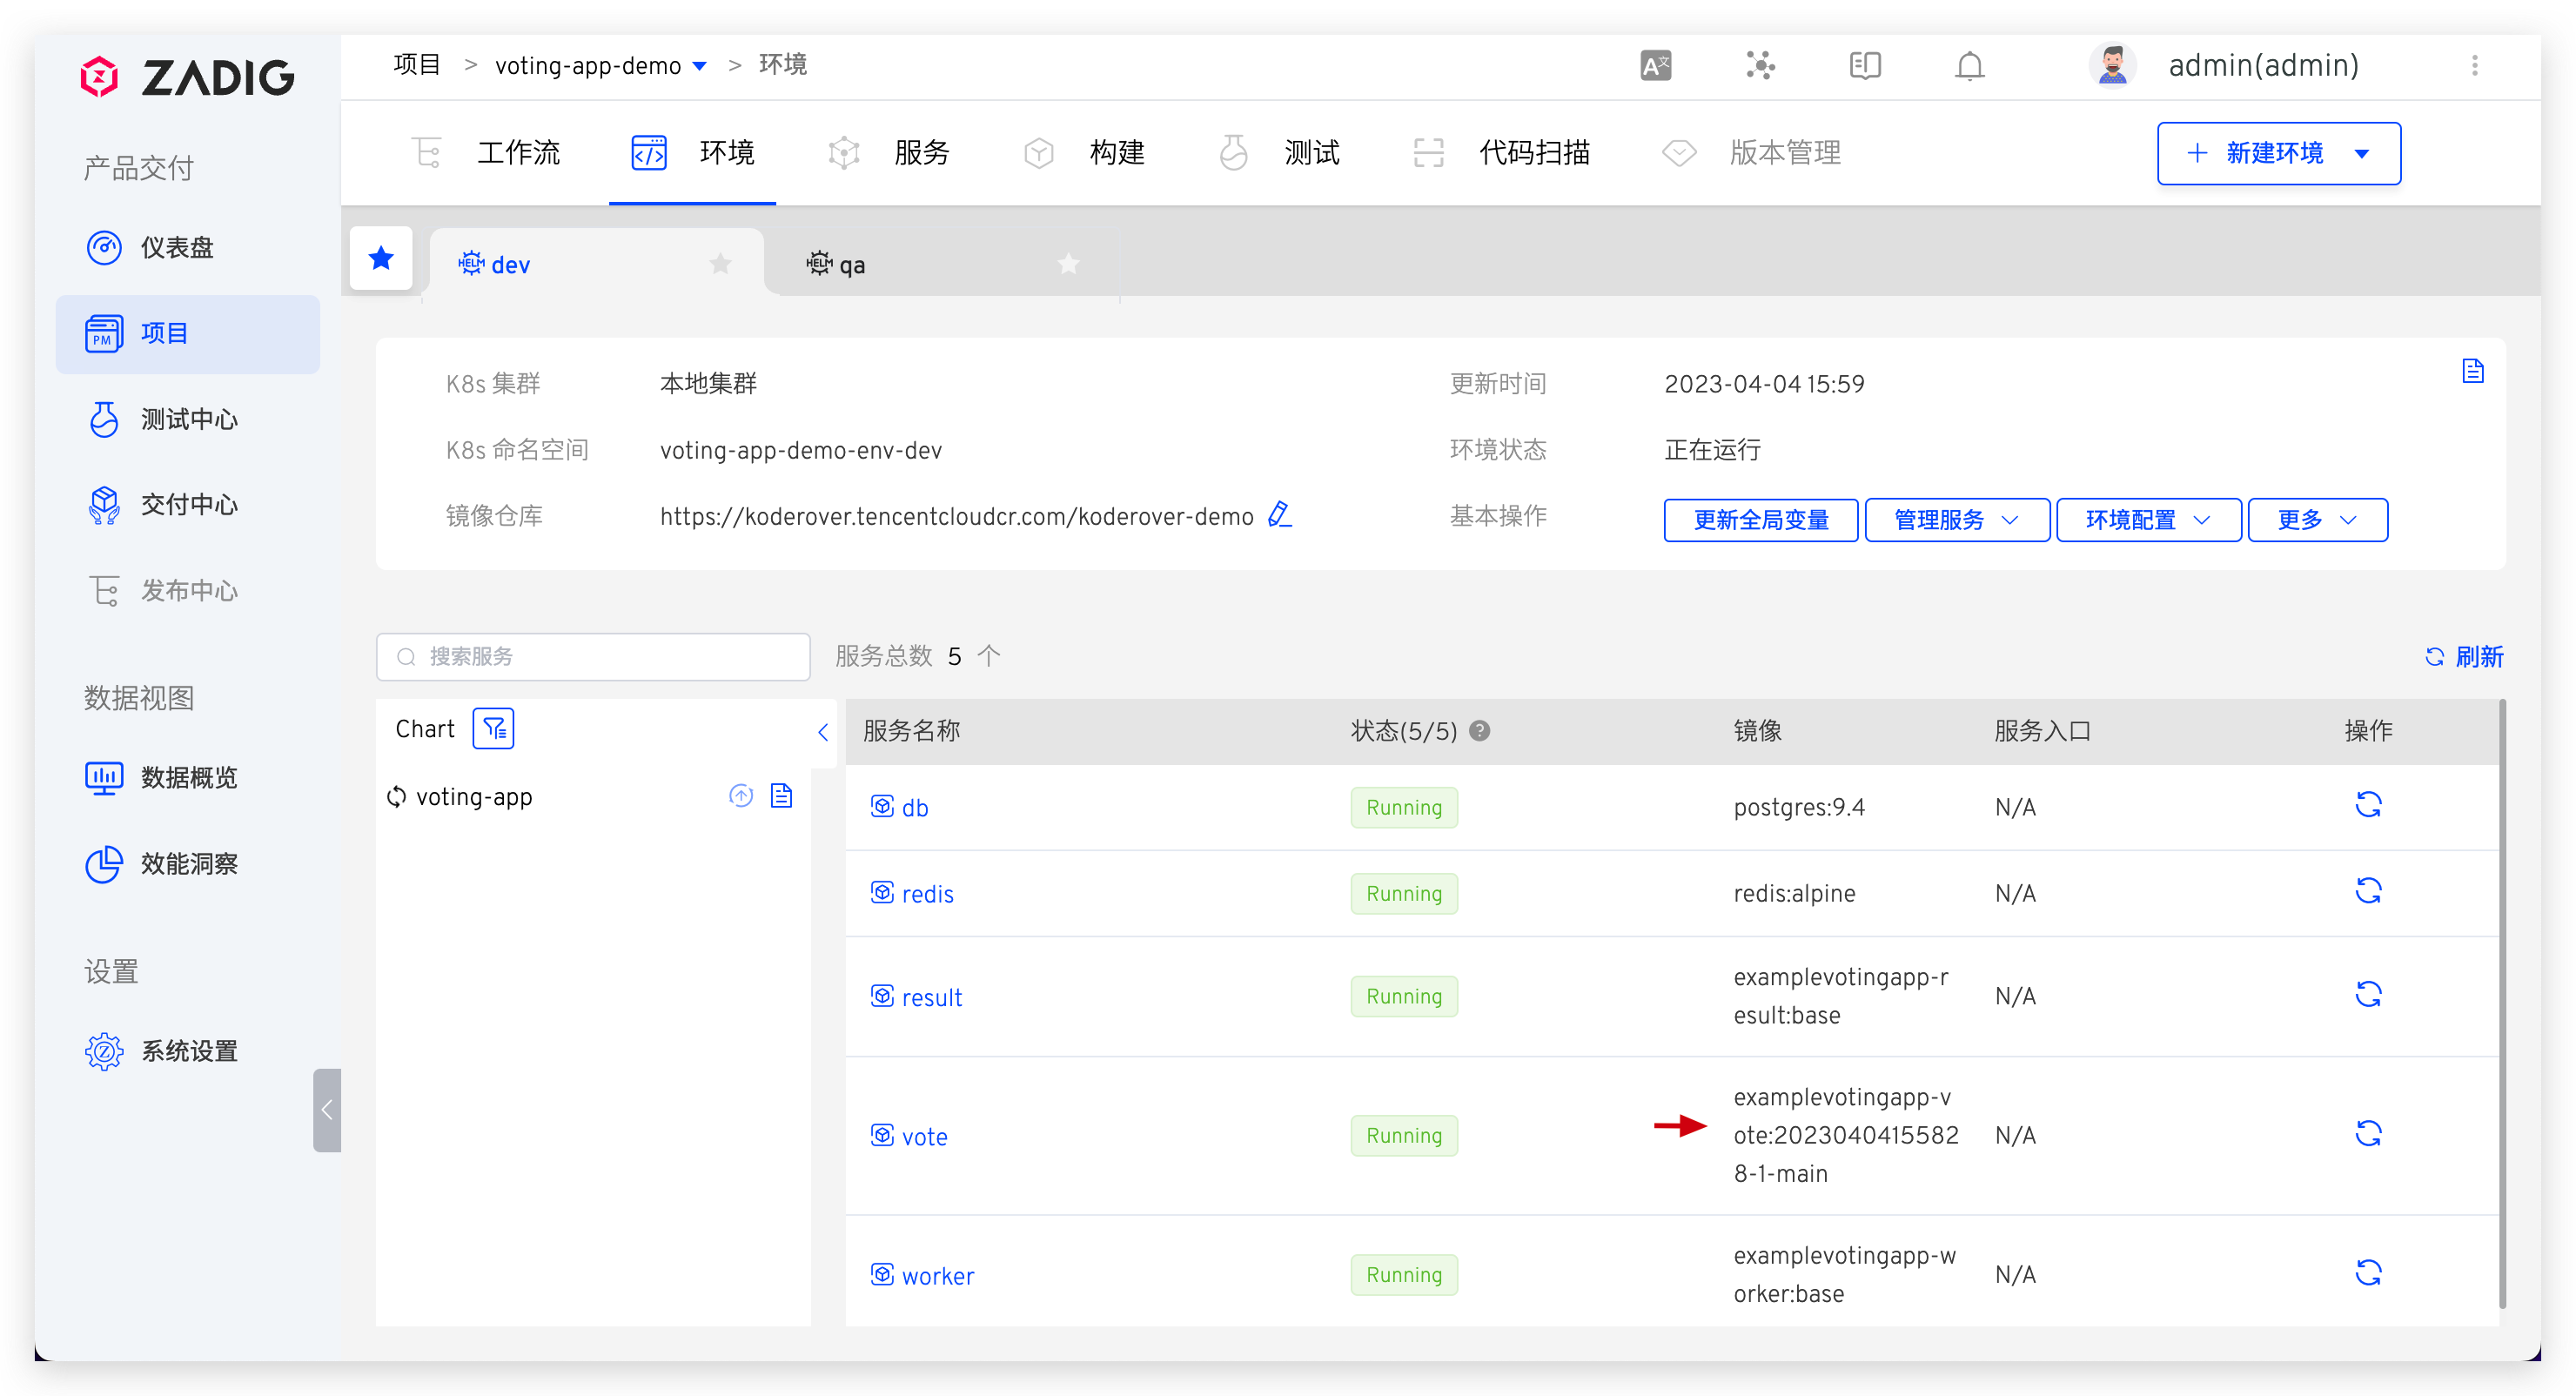 ZADIG
项目 > voting-app-demo > 环境
admin(admin)
产品交付
仪表盘
PM 项目
测试中心
交付中心
发布中心
数据视图
数据概览
效能洞察
设置
系统设置
工作流 环境 服务 构建 测试 代码扫描 版本管理
+ 新建环境
HELM dev HELM qa
K8s 集群 本地集群 更新时间 2023-04-04 15:59
K8s 命名空间 voting-app-demo-env-dev 环境状态 正在运行
镜像仓库 https://koderover.tencentcloudcr.com/koderover-demo 基本操作 更新全局变量 管理服务 环境配置 更多
搜索服务 服务总数 5 个 刷新
Chart
voting-app
服务名称 状态(5/5) ? 镜像 服务入口 操作
db Running postgres:9.4 N/A
redis Running redis:alpine N/A
result Running examplevotingapp-r
esult:base N/A
vote Running examplevotingapp-v
ote:2023040415582
8-1-main N/A
worker Running examplevotingapp-w
orker:base N/A